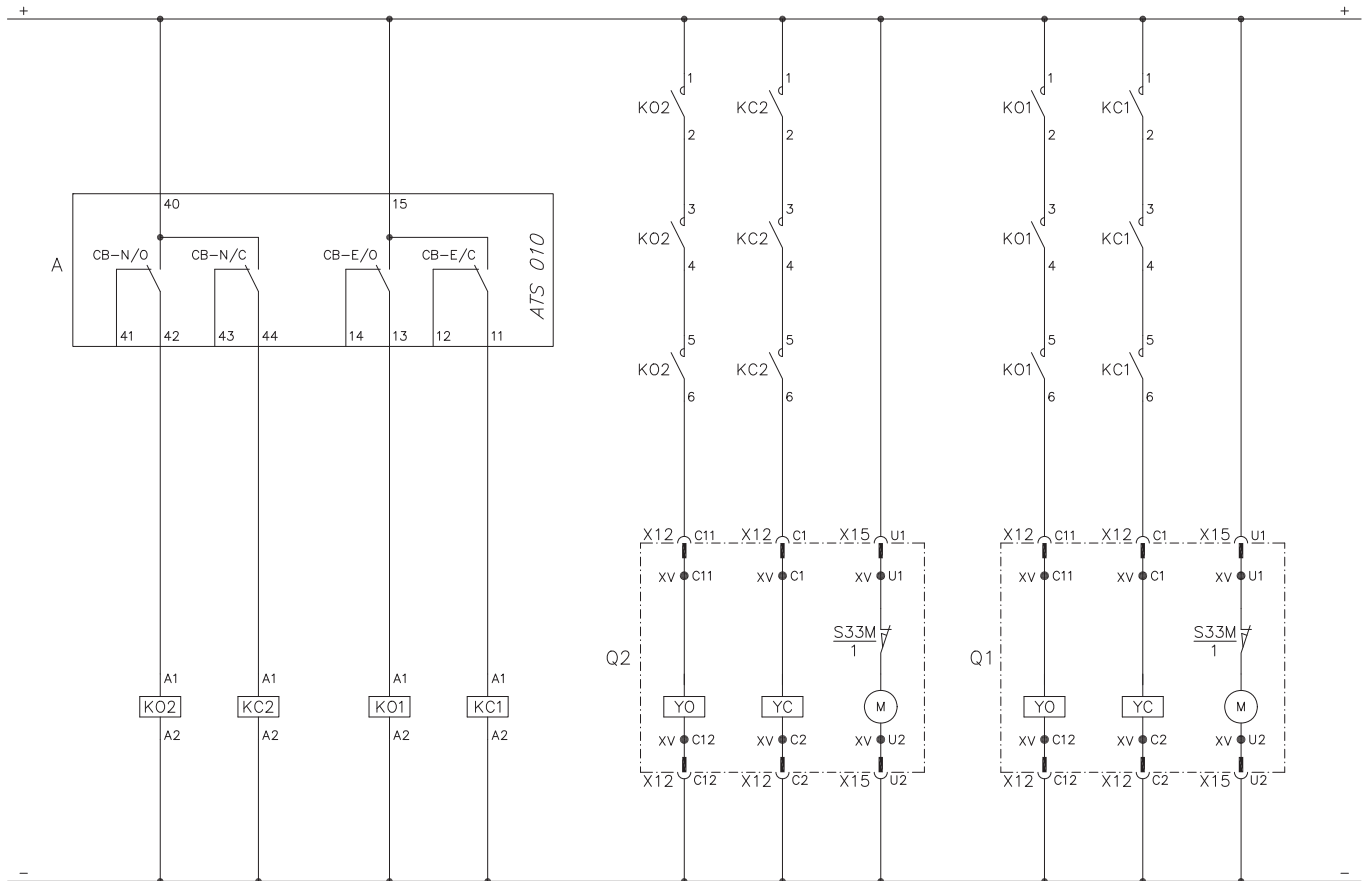 + +
1 1 1 1
KO2 KC2 KO1 KC1
2 2 2 2
40 15
3 3 3 3
KO2 KC2 KO1 KC1
CB-N/O CB-N/C CB-E/O CB-E/C
A
ATS 010
4 4 4 4
41 42 43 44 14 13 12 11
5 5 5 5
KO2 KC2 KO1 KC1
6 6 6 6
X12 C11 X12 C1 X15 U1 X12 C11 X12 C1 X15 U1
XV C11 XV C1 XV U1 XV C11 XV C1 XV U1
S33M S33M
1 1
Q2 Q1
A1 A1 A1 A1
KO2 KC2 KO1 KC1 YO YC M YO YC M
A2 A2 A2 A2
XV C12 XV C2 XV U2 XV C12 XV C2 XV U2
X12 C12 X12 C2 X15 U2 X12 C12 X12 C2 X15 U2
− −